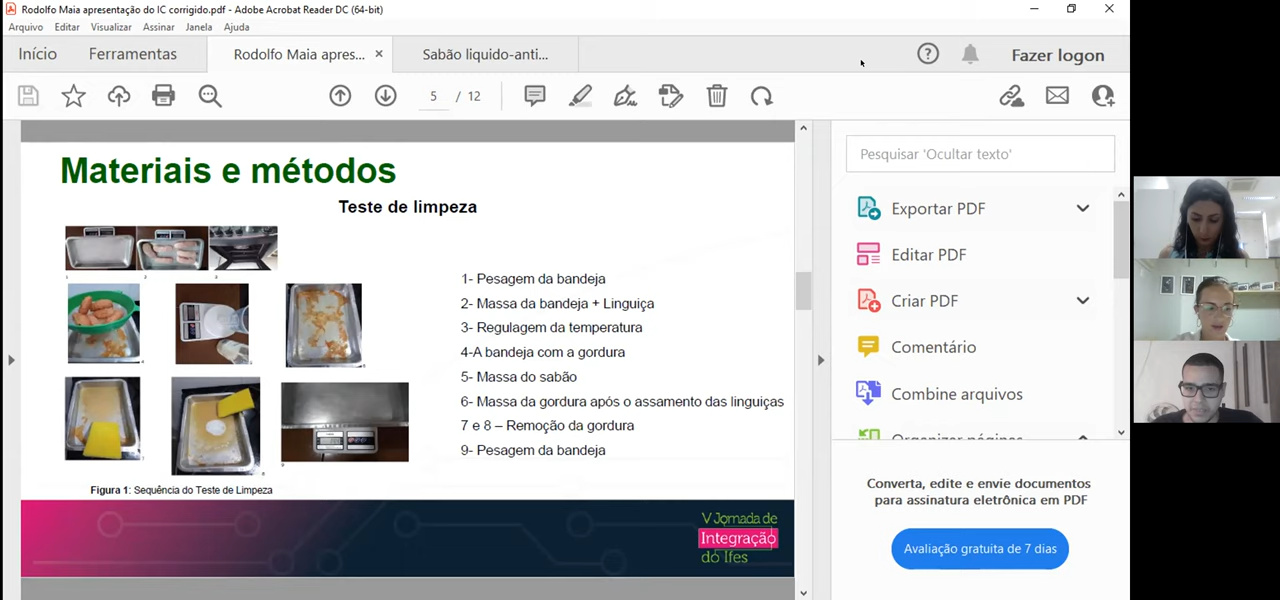 Rodolfo Maia apresentação do IC corrigido.pdf - Adobe Acrobat Reader DC (64-bit)
Arquivo Editar Visualizar Assinar Janela Ajuda
Início Ferramentas Rodolfo Maia apres... × Sabão liquido-anti... Fazer logon
5 / 12
Materiais e métodos
Teste de limpeza
1- Pesagem da bandeja
2- Massa da bandeja + Linguiça
3- Regulagem da temperatura
4-A bandeja com a gordura
5- Massa do sabão
6- Massa da gordura após o assamento das linguiças
7 e 8 – Remoção da gordura
9- Pesagem da bandeja
Figura 1: Sequência do Teste de Limpeza
V Jornada de
Integração
do Ifes
Pesquisar 'Ocultar texto'
Exportar PDF
Editar PDF
Criar PDF
Comentário
Combine arquivos
Organizar páginas
Converta, edite e envie documentos
para assinatura eletrônica em PDF
Avaliação gratuita de 7 dias